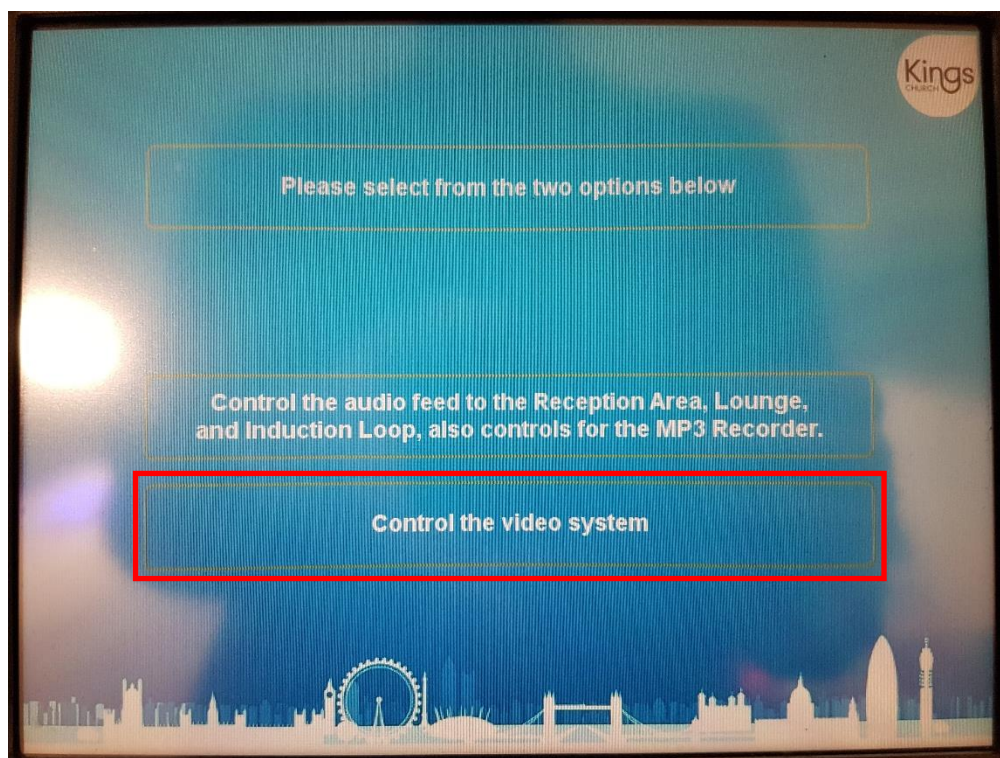 Kings
CHURCH
Please select from the two options below
Control the audio feed to the Reception Area, Lounge,
and Induction Loop, also controls for the MP3 Recorder.
Control the video system